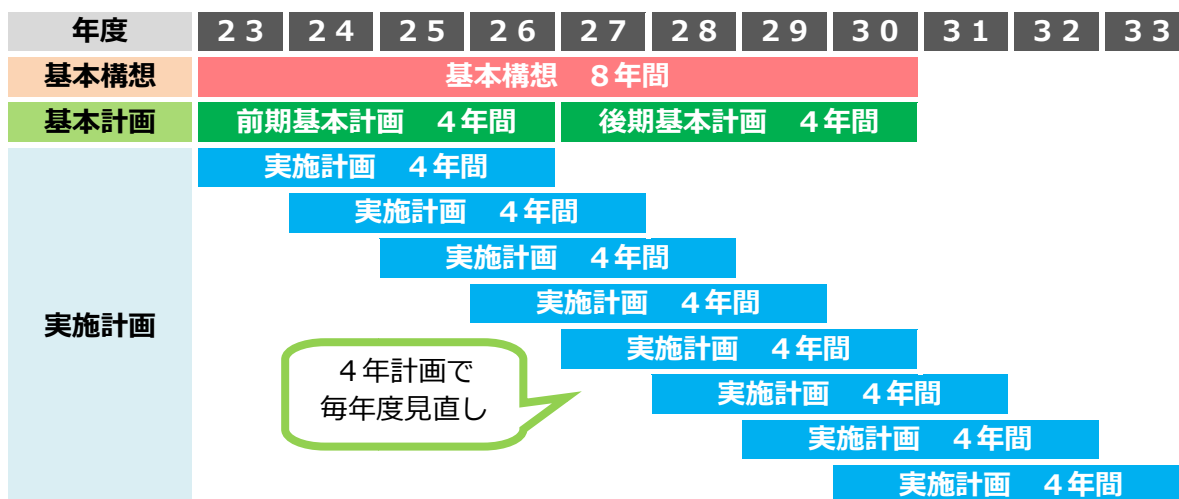 年度 23 24 25 26 27 28 29 30 31 32 33
基本構想 基本構想 8年間
基本計画 前期基本計画 4年間 後期基本計画 4年間
実施計画 4年間
実施計画 4年間
実施計画 4年間
実施計画 4年間
実施計画
実施計画 4年間
4年計画で
毎年度見直し
実施計画 4年間
実施計画 4年間
実施計画 4年間